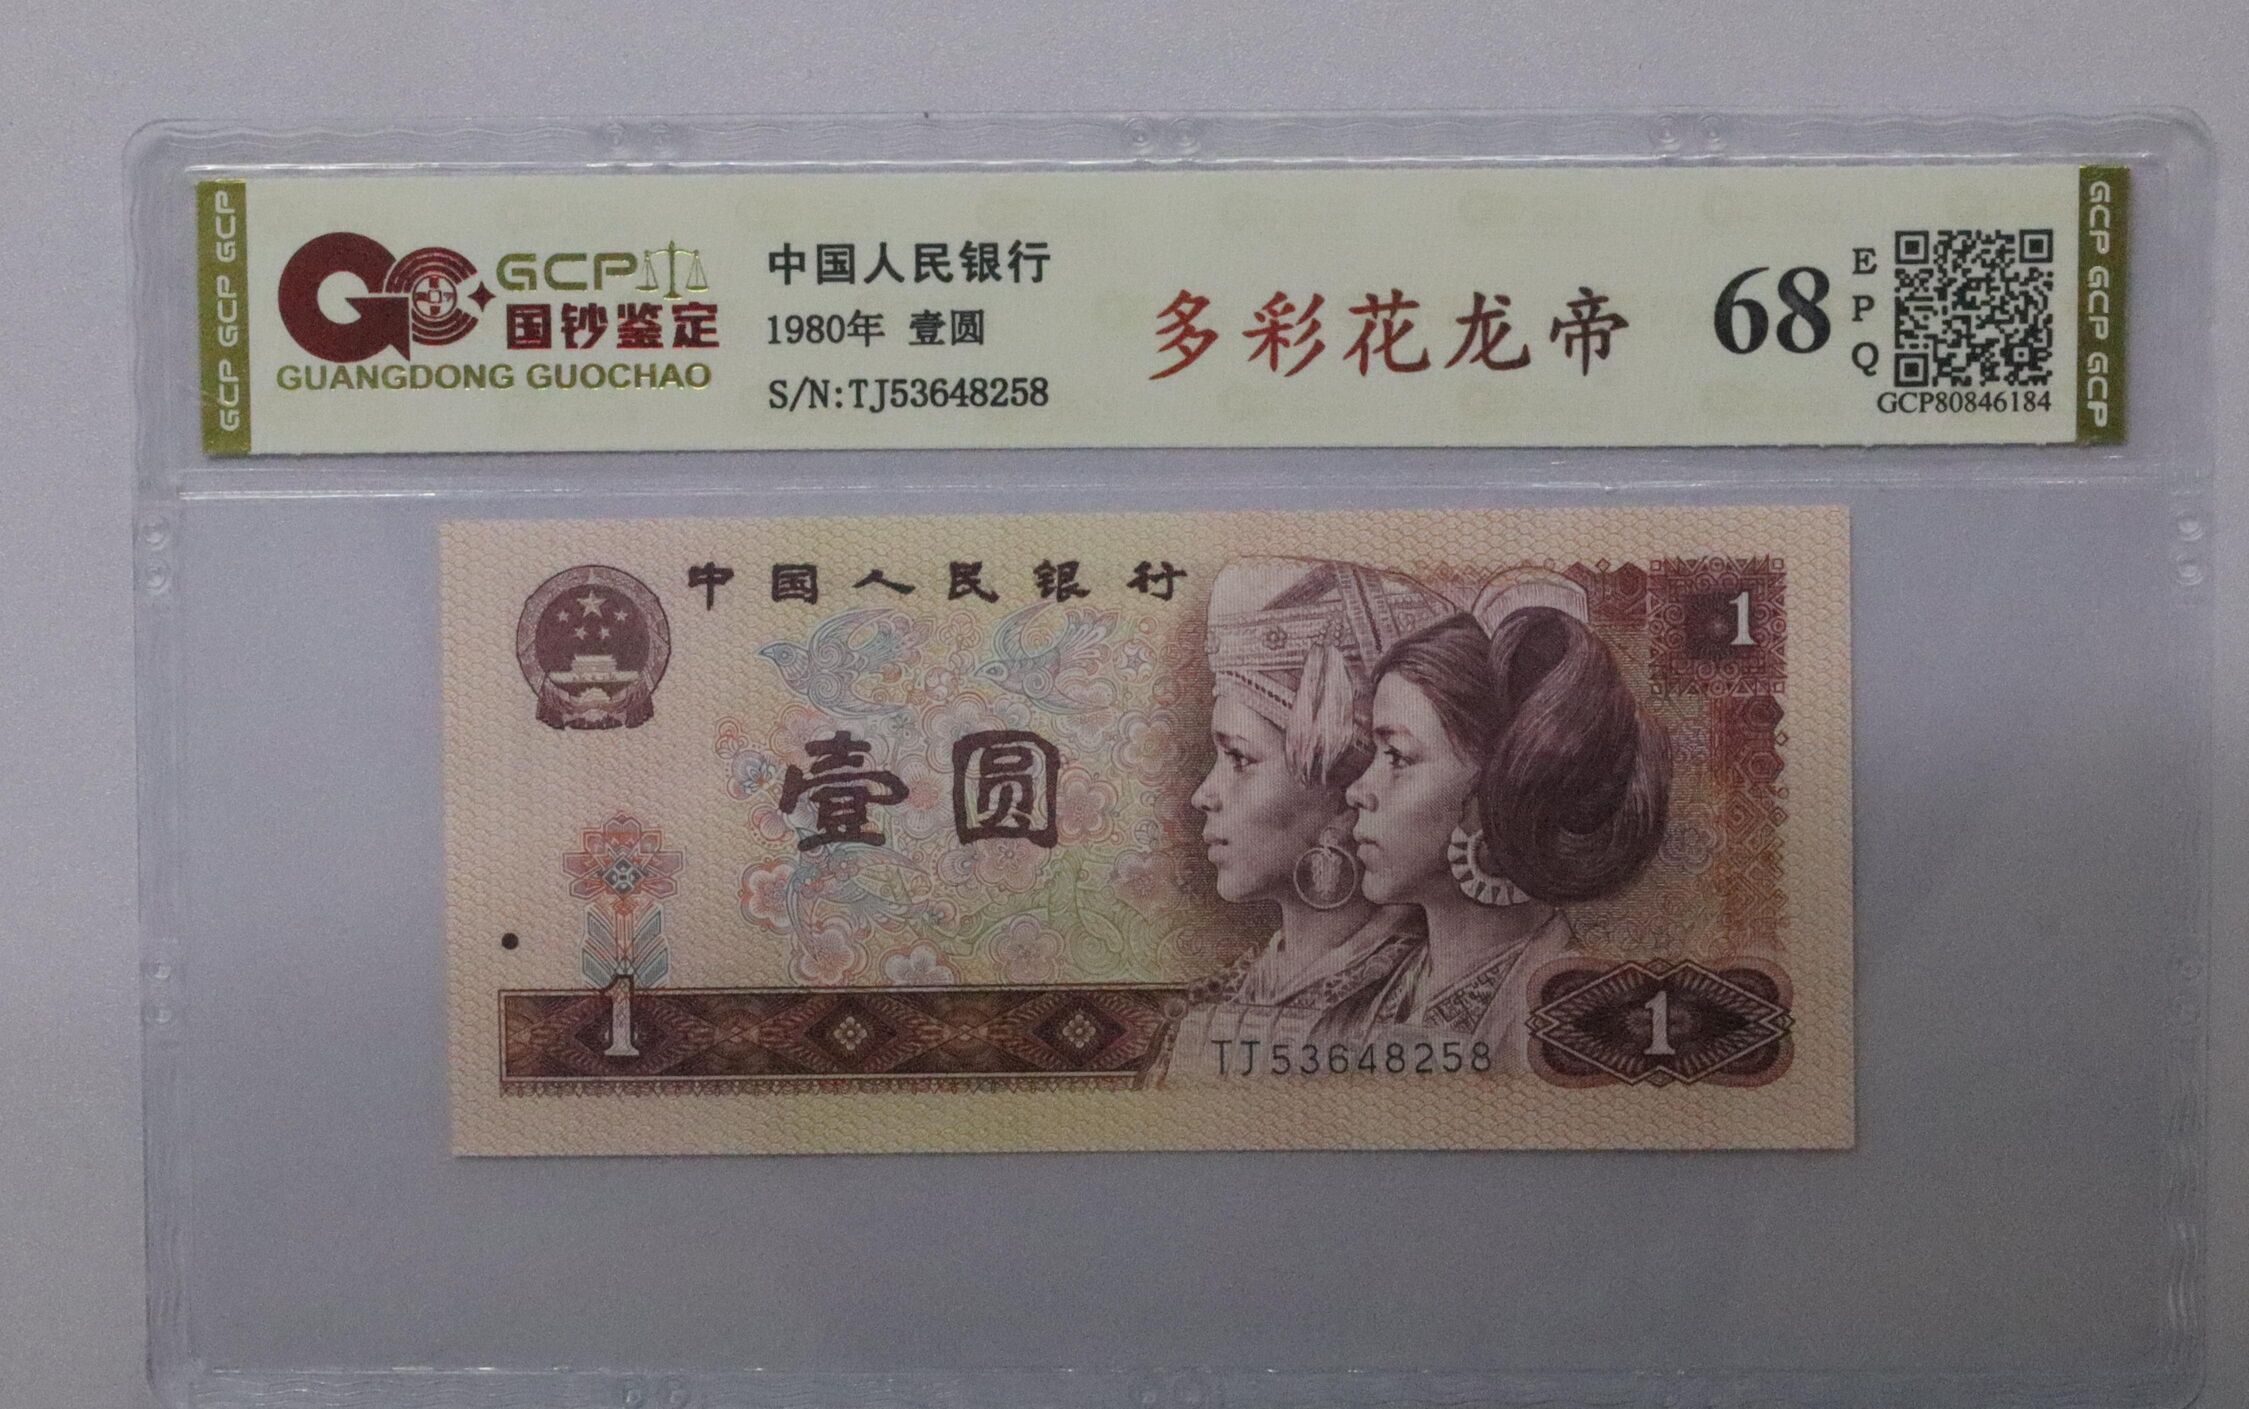 GCP GCP GCP
GCP
国钞鉴定
GUANGDONG GUOCHAO
中国人民银行
1980年 壹圆
S/N:TJ53648258
多彩花龙帝
68
EPQ
GCP80846184
GCP GCP GCP
中国人民银行
1
壹圆
1
1
TJ53648258